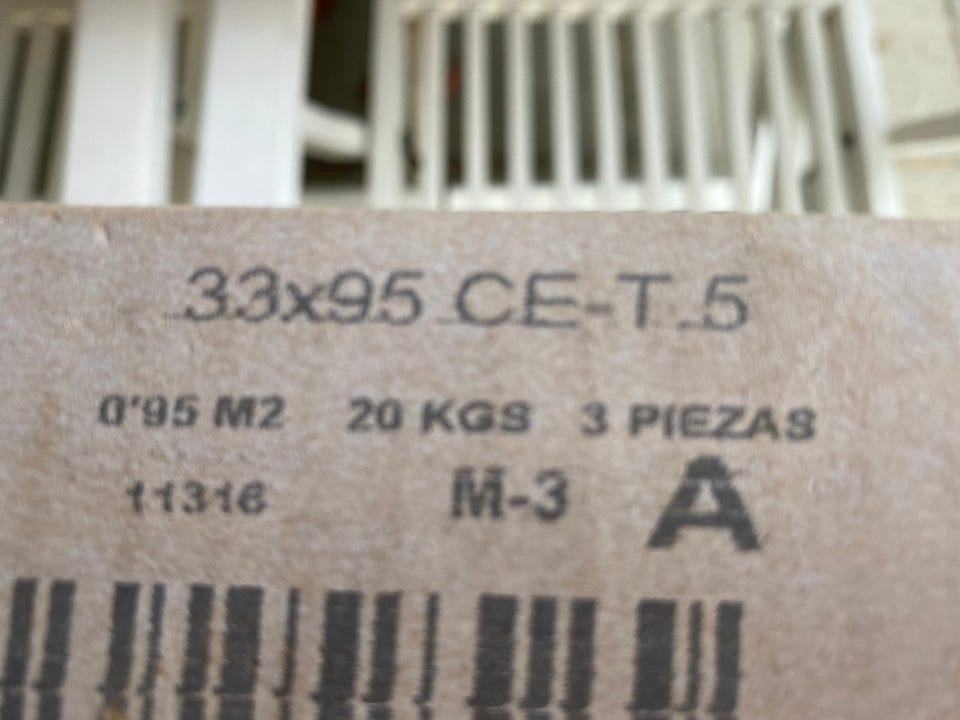 33x95 CE-T.5
0'95 M2 20 KGS 3 PIEZAS
11316 M-3 A